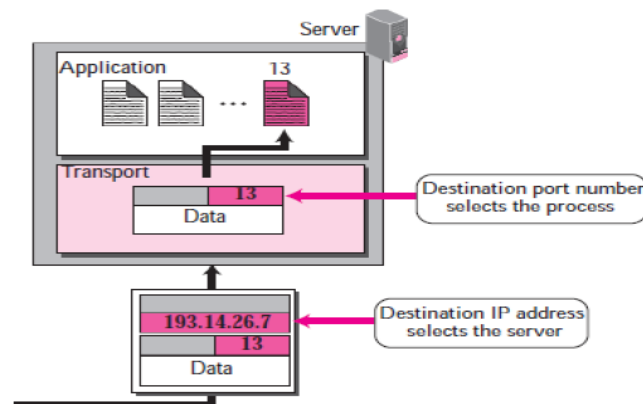 Server
Application
13
...
Transport
13
Data
Destination port number
selects the process
193.14.26.7
13
Data
Destination IP address
selects the server